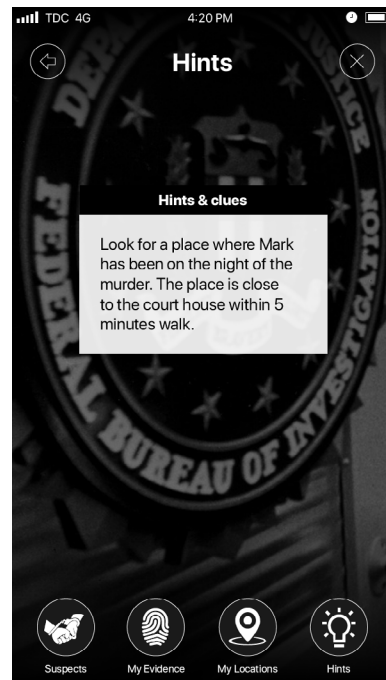 TDC 4G 4:20 PM
Hints
DEPARTMENT JUSTICE
FEDERAL BUREAU OF INVESTIGATION
Hints & clues
Look for a place where Mark
has been on the night of the
murder. The place is close
to the court house within 5
minutes walk.
Suspects My Evidence My Locations Hints